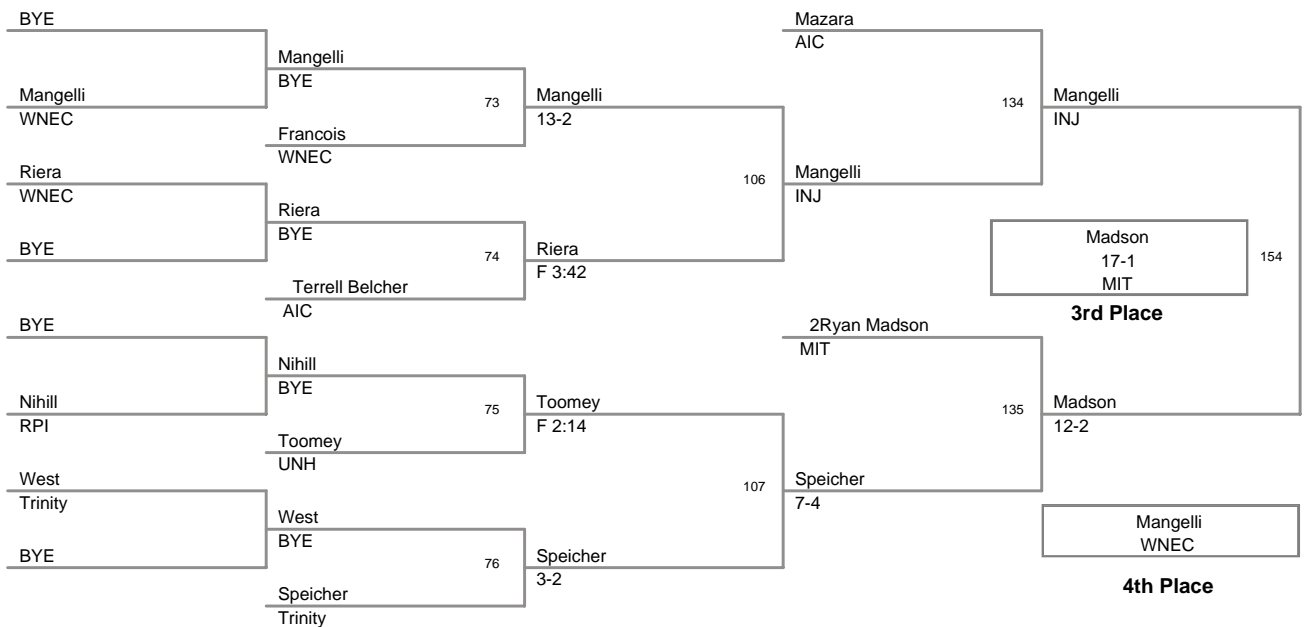 BYE
Mangelli
WNEC
Riera
WNEC
BYE
BYE
Nihill
RPI
West
Trinity
BYE
Mangelli
BYE
Francois
WNEC
Riera
BYE
Terrell Belcher
AIC
Nihill
BYE
Toomey
UNH
West
BYE
Speicher
Trinity
73
74
75
76
Mangelli
13-2
Riera
F 3:42
Toomey
F 2:14
Speicher
3-2
106
107
Mazara
AIC
Mangelli
INJ
2Ryan Madson
MIT
Speicher
7-4
134
135
Mangelli
INJ
Madson
12-2
154
Madson
17-1
MIT
3rd Place
Mangelli
WNEC
4th Place